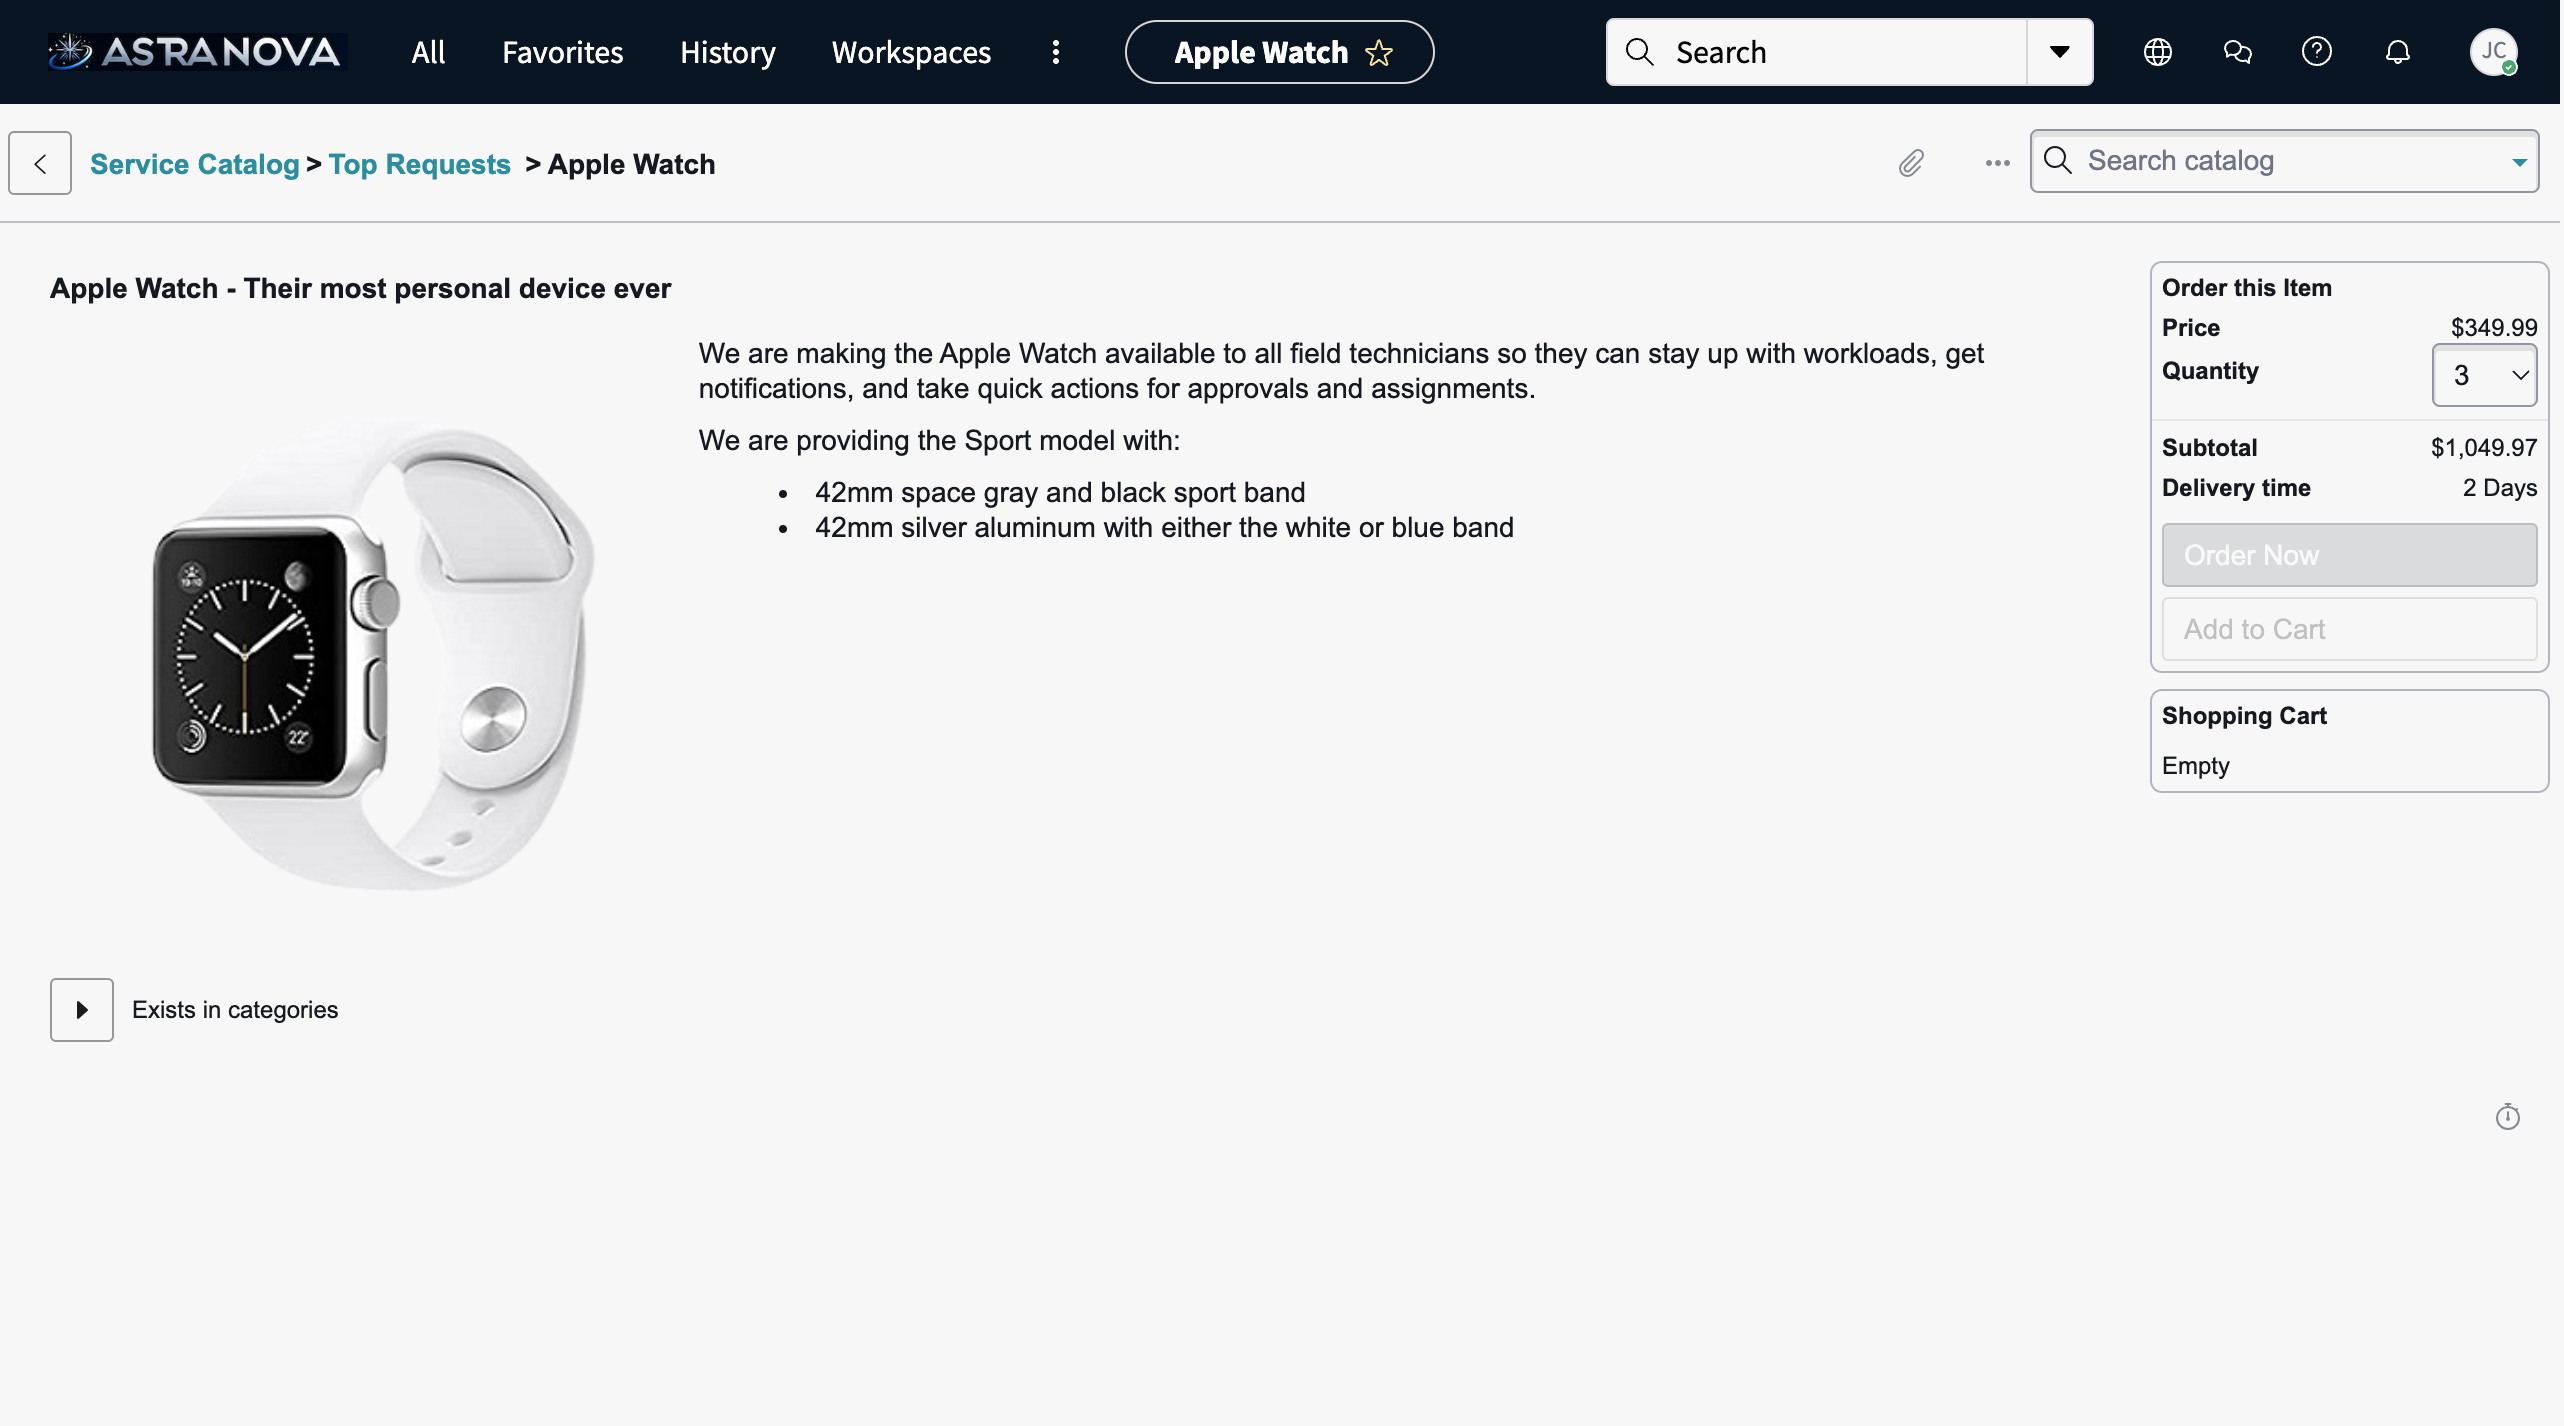 ASTRANOVA All Favorites History Workspaces Apple Watch Search JC
Service Catalog > Top Requests > Apple Watch Search catalog
Apple Watch - Their most personal device ever
We are making the Apple Watch available to all field technicians so they can stay up with workloads, get
notifications, and take quick actions for approvals and assignments.
We are providing the Sport model with:
• 42mm space gray and black sport band
• 42mm silver aluminum with either the white or blue band
22°
Exists in categories
Order this Item
Price $349.99
Quantity 3
Subtotal $1,049.97
Delivery time 2 Days
Order Now
Add to Cart
Shopping Cart
Empty